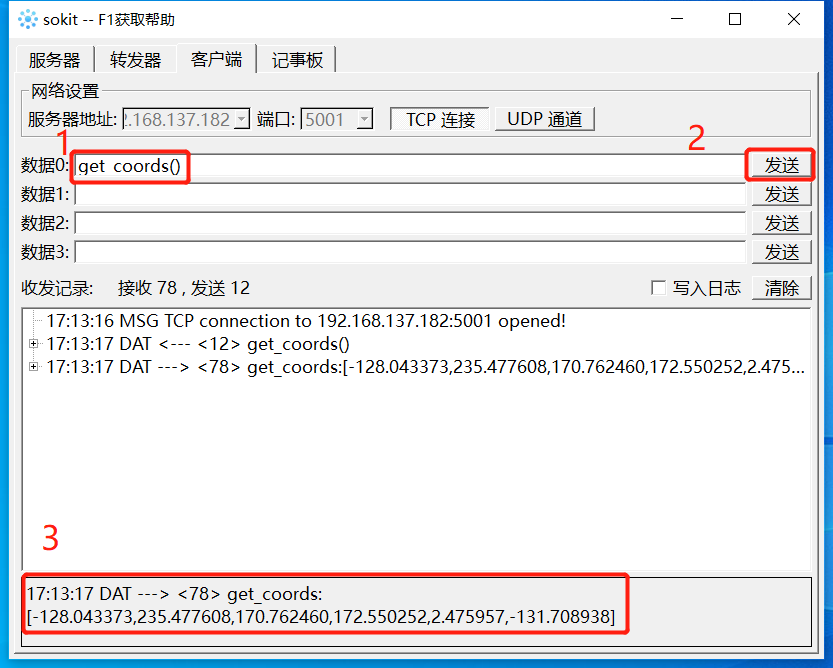 sokit -- F1获取帮助
服务器 转发器 客户端 记事板
网络设置
服务器地址: 2.168.137.182 端口: 5001 TCP 连接 UDP 通道
1
2
数据0: get_coords() 发送
数据1: 发送
数据2: 发送
数据3: 发送
收发记录: 接收 78 , 发送 12 写入日志 清除
17:13:16 MSG TCP connection to 192.168.137.182:5001 opened!
17:13:17 DAT <--- <12> get_coords()
17:13:17 DAT ---> <78> get_coords:[-128.043373,235.477608,170.762460,172.550252,2.475...
3
17:13:17 DAT ---> <78> get_coords:
[-128.043373,235.477608,170.762460,172.550252,2.475957,-131.708938]